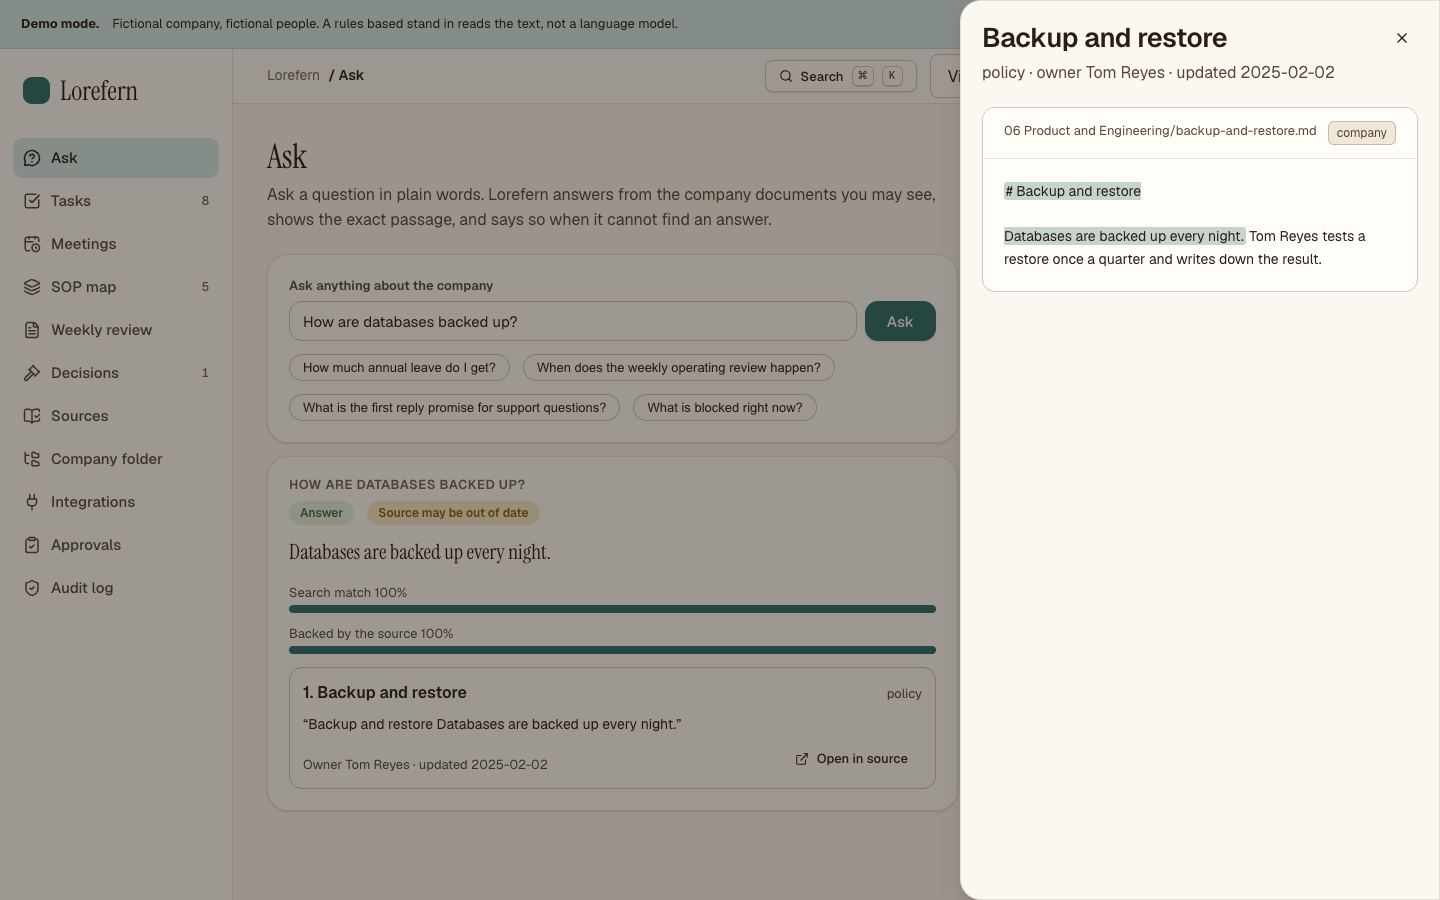 Demo mode. Fictional company, fictional people. A rules based stand in reads the text, not a language model.
Lorefern
Ask
Tasks 8
Meetings
SOP map 5
Weekly review
Decisions 1
Sources
Company folder
Integrations
Approvals
Audit log
Lorefern / Ask
Search ⌘ K
Vi
Ask
Ask a question in plain words. Lorefern answers from the company documents you may see,
shows the exact passage, and says so when it cannot find an answer.
Ask anything about the company
How are databases backed up?
Ask
How much annual leave do I get?
When does the weekly operating review happen?
What is the first reply promise for support questions?
What is blocked right now?
HOW ARE DATABASES BACKED UP?
Answer
Source may be out of date
Databases are backed up every night.
Search match 100%
Backed by the source 100%
1. Backup and restore
policy
“Backup and restore Databases are backed up every night.”
Owner Tom Reyes · updated 2025-02-02
Open in source
Backup and restore
policy · owner Tom Reyes · updated 2025-02-02
06 Product and Engineering/backup-and-restore.md
company
# Backup and restore
Databases are backed up every night. Tom Reyes tests a
restore once a quarter and writes down the result.